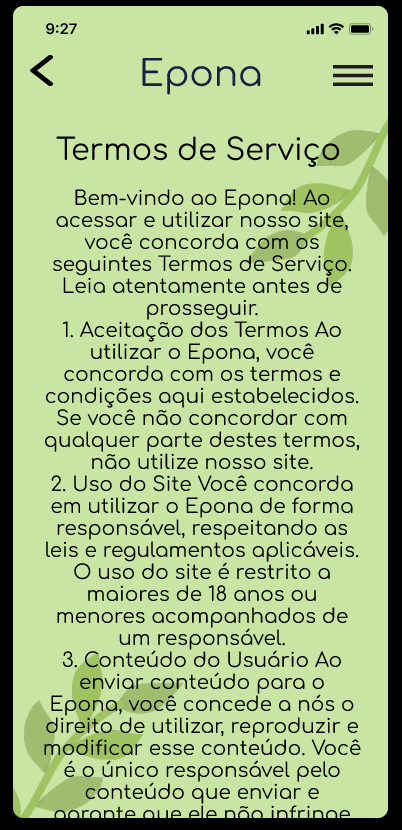 9:27
Epona
Termos de Serviço
Bem-vindo ao Epona! Ao
acessar e utilizar nosso site,
você concorda com os
seguintes Termos de Serviço.
Leia atentamente antes de
prosseguir.
1. Aceitação dos Termos Ao
utilizar o Epona, você
concorda com os termos e
condições aqui estabelecidos.
Se você não concordar com
qualquer parte destes termos,
não utilize nosso site.
2. Uso do Site Você concorda
em utilizar o Epona de forma
responsável, respeitando as
leis e regulamentos aplicáveis.
O uso do site é restrito a
maiores de 18 anos ou
menores acompanhados de
um responsável.
3. Conteúdo do Usuário Ao
enviar conteúdo para o
Epona, você concede a nós o
direito de utilizar, reproduzir e
modificar esse conteúdo. Você
é o único responsável pelo
conteúdo que enviar e
garante que ele não infringe